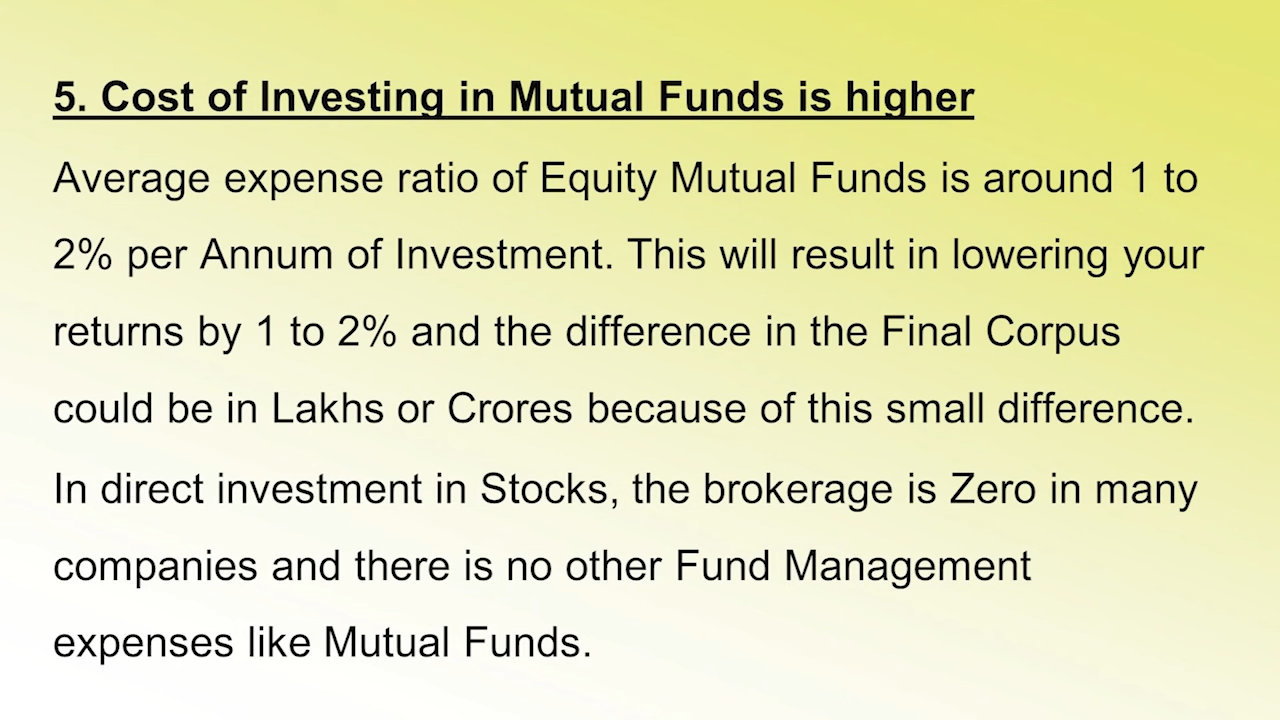 5. Cost of Investing in Mutual Funds is higher
Average expense ratio of Equity Mutual Funds is around 1 to
2% per Annum of Investment. This will result in lowering your
returns by 1 to 2% and the difference in the Final Corpus
could be in Lakhs or Crores because of this small difference.
In direct investment in Stocks, the brokerage is Zero in many
companies and there is no other Fund Management
expenses like Mutual Funds.